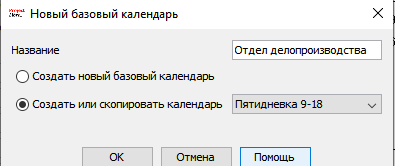 Новый базовый календарь
Название Отдел делопроизводства
Создать новый базовый календарь
Создать или скопировать календарь Пятидневка 9-18
OK Отмена Помощь